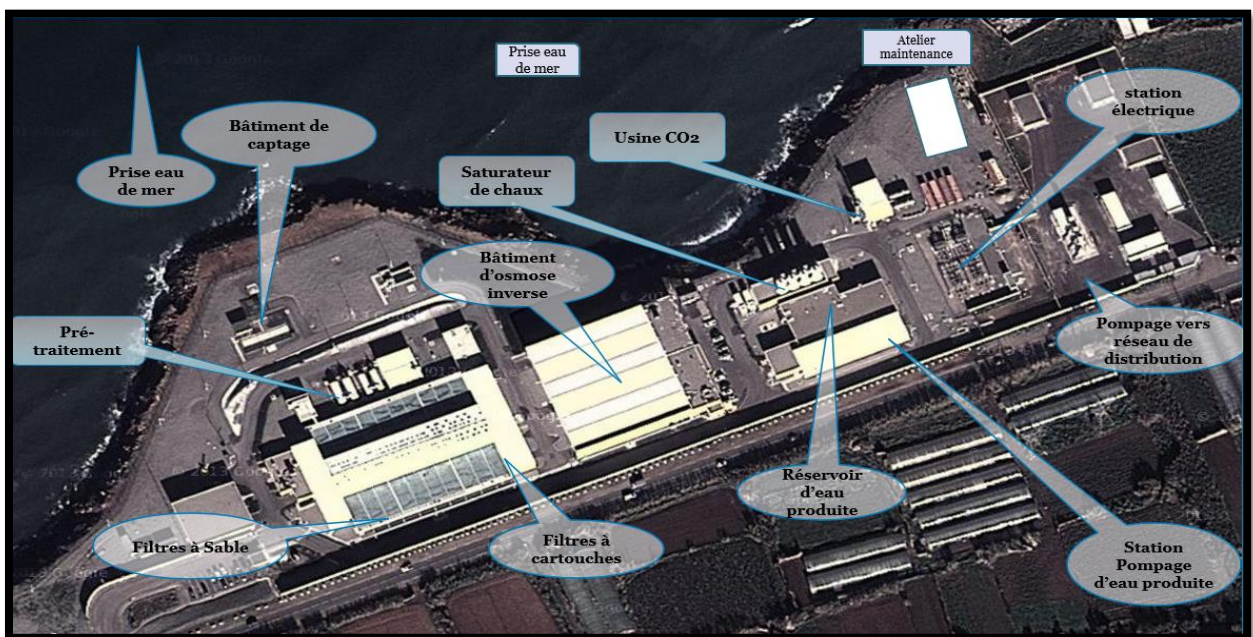 Prise eau
de mer
Atelier
maintenance
station
électrique
Bâtiment de
captage
Usine CO2
Prise eau
de mer
Saturateur
de chaux
Bâtiment
d'osmose
inverse
Pré-
traitement
Pompage vers
réseau de
distribution
Réservoir
d'eau
produite
Filtres à Sable
Filtres à
cartouches
Station
Pompage
d'eau produite